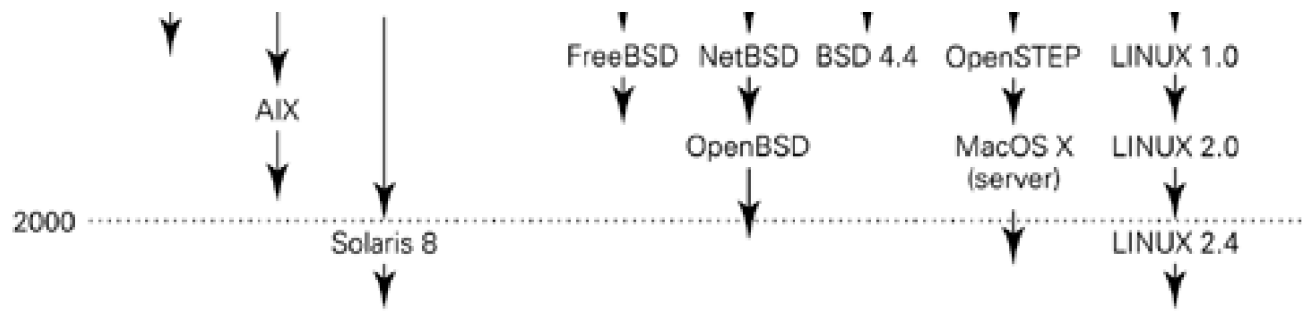 FreeBSD NetBSD BSD 4.4 OpenSTEP LINUX 1.0
AIX
OpenBSD MacOS X LINUX 2.0
(server)
2000
Solaris 8 LINUX 2.4